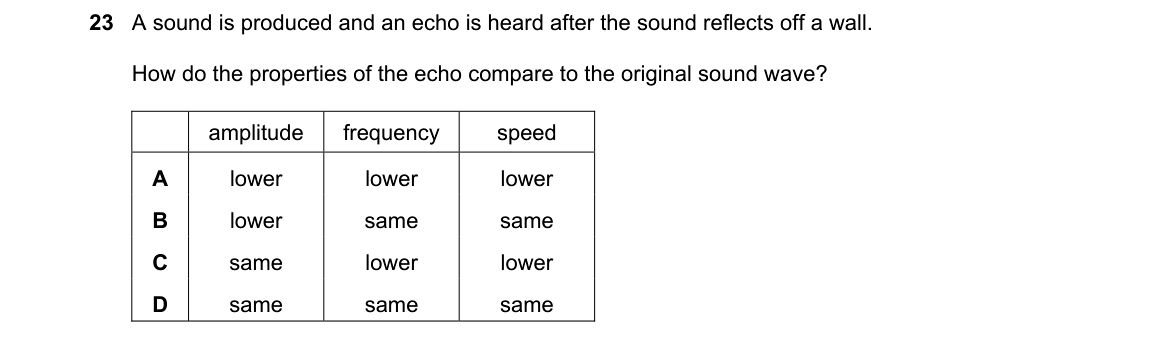 23 A sound is produced and an echo is heard after the sound reflects off a wall.
How do the properties of the echo compare to the original sound wave?
amplitude frequency speed
A lower lower lower
B lower same same
C same lower lower
D same same same